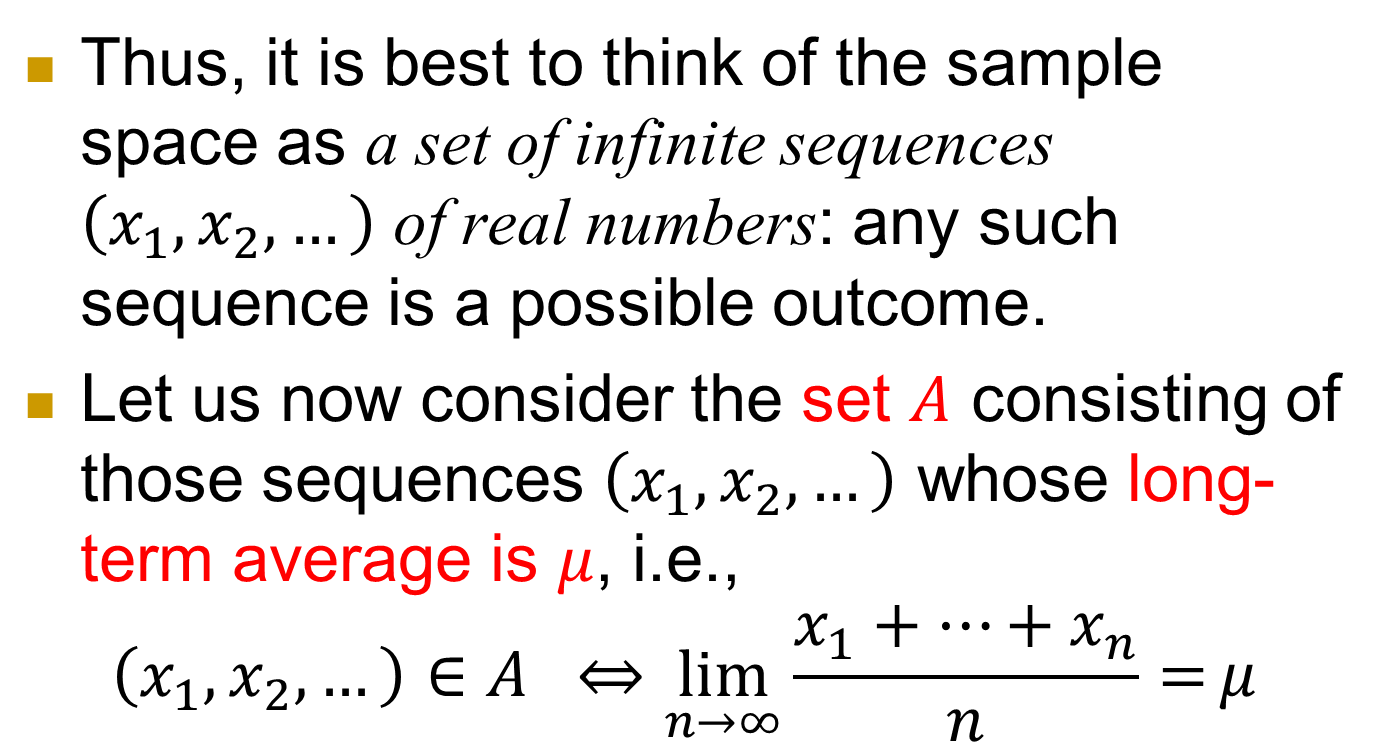 ■ Thus, it is best to think of the sample
space as a set of infinite sequences
(x₁, x₂, … ) of real numbers: any such
sequence is a possible outcome.
■ Let us now consider the set A consisting of
those sequences (x₁, x₂, … ) whose long-
term average is μ, i.e.,
(x₁, x₂, … ) ∈ A ⇔ lim_{n→∞} (x₁ + ⋯ + xₙ)/n = μ